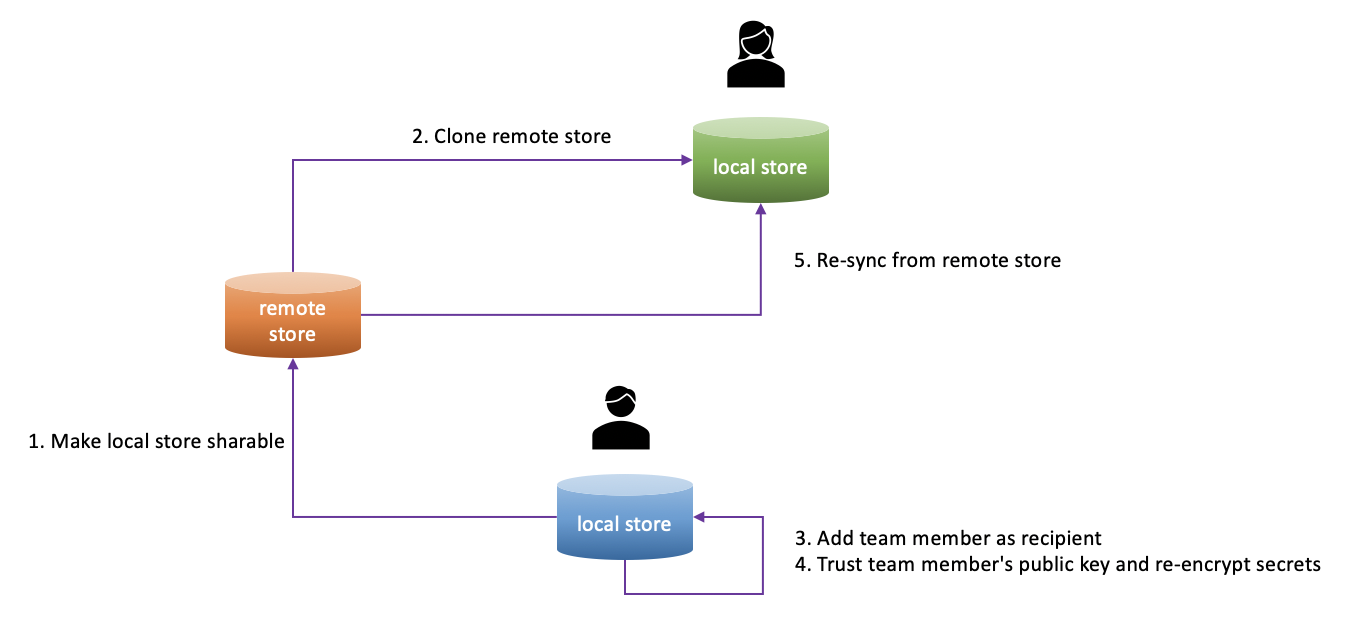 2. Clone remote store
local store
5. Re-sync from remote store
remote
store
1. Make local store sharable
local store
3. Add team member as recipient
4. Trust team member's public key and re-encrypt secrets